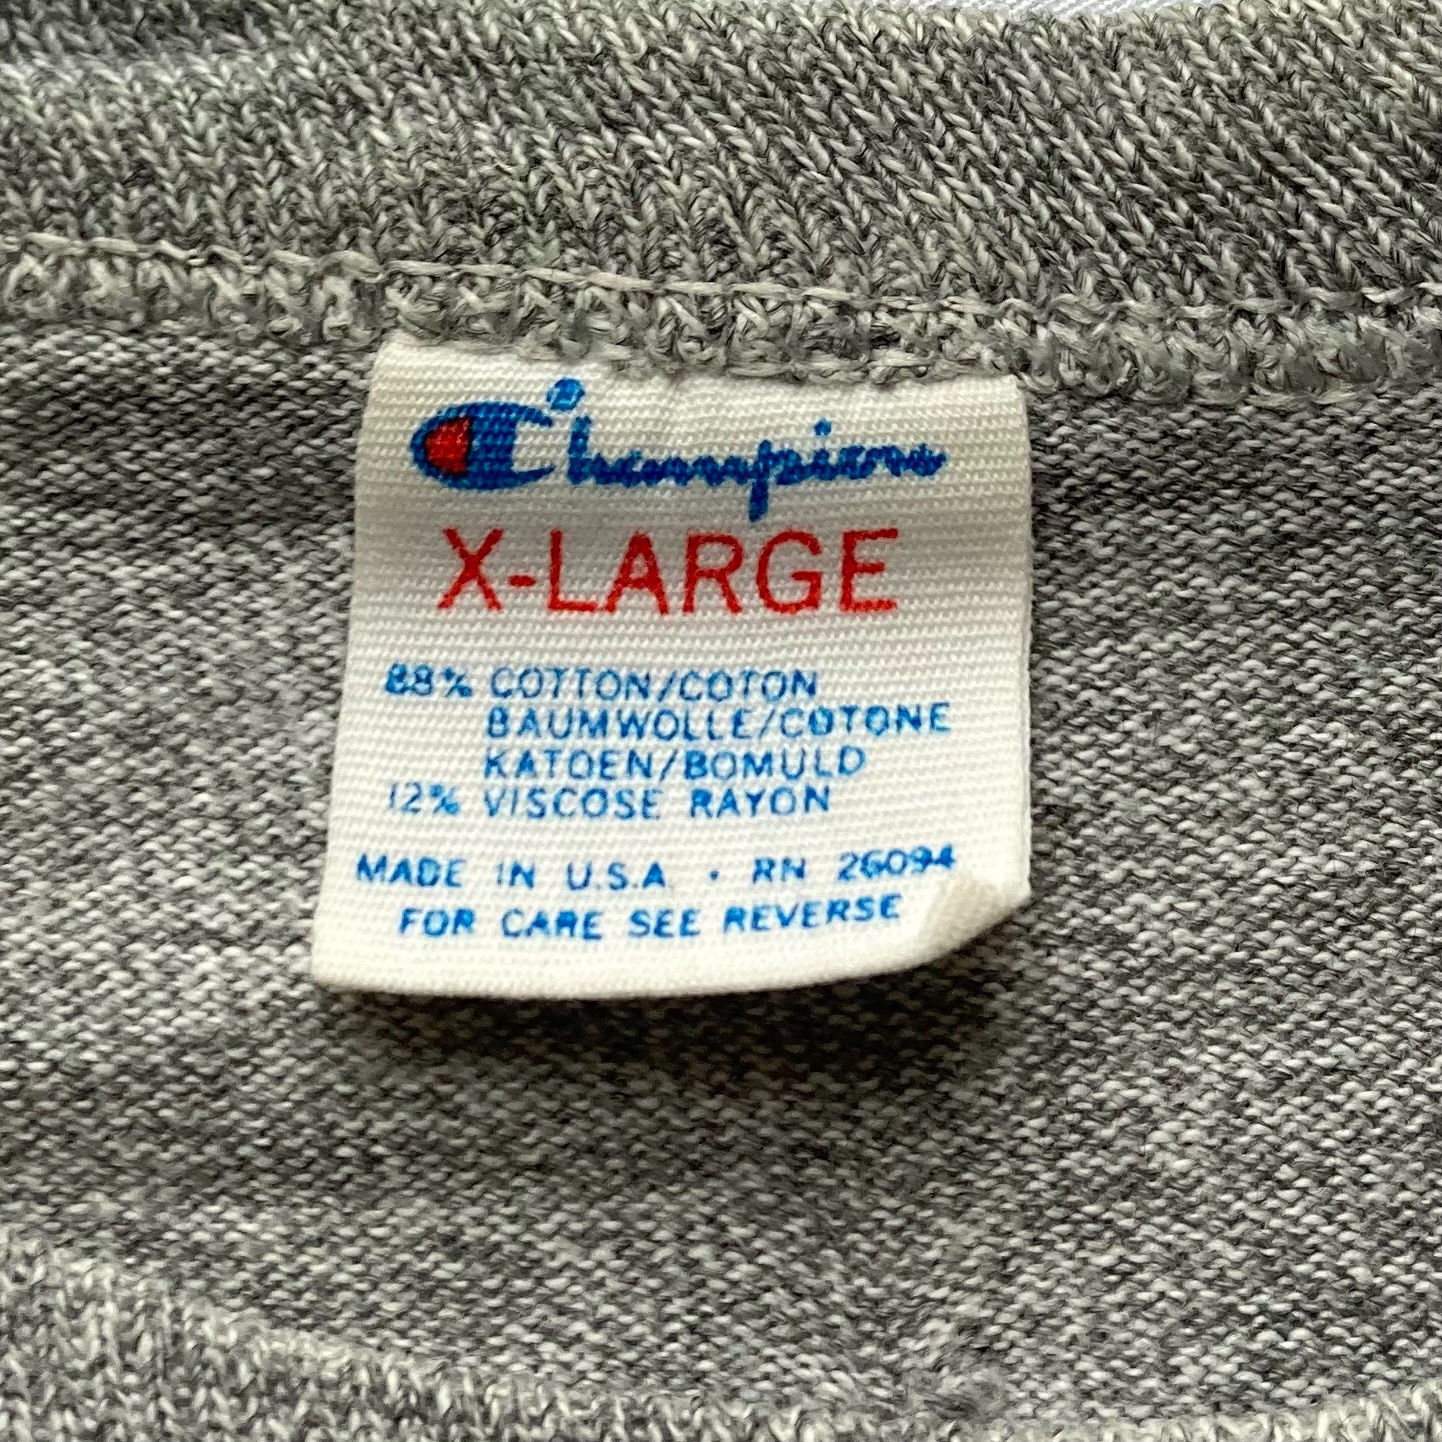 Champion
X-LARGE
88% COTTON/COTON
BAUMWOLLE/COTONE
KATOEN/BOMULD
12% VISCOSE RAYON
MADE IN U.S.A. · RN 26094
FOR CARE SEE REVERSE